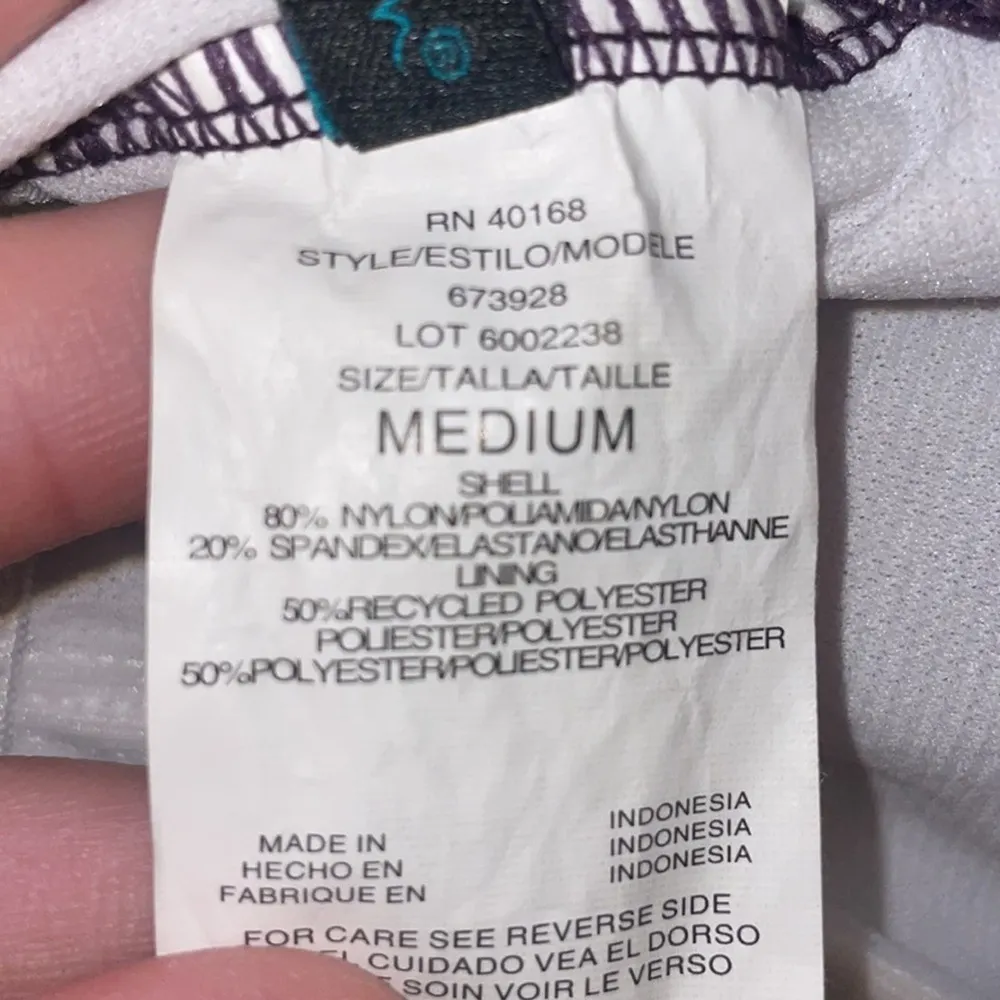 RN 40168
STYLE/ESTILO/MODELE
673928
LOT 6002238
SIZE/TALLA/TAILLE
MEDIUM
SHELL
80% NYLON/POLIAMIDA/NYLON
20% SPANDEX/ELASTANO/ELASTHANNE
LINING
50%RECYCLED POLYESTER
POLIESTER/POLYESTER
50%POLYESTER/POLIESTER/POLYESTER
MADE IN INDONESIA
HECHO EN INDONESIA
FABRIQUE EN INDONESIA
FOR CARE SEE REVERSE SIDE
CUIDADO VEA EL DORSO
SOIN VOIR LE VERSO